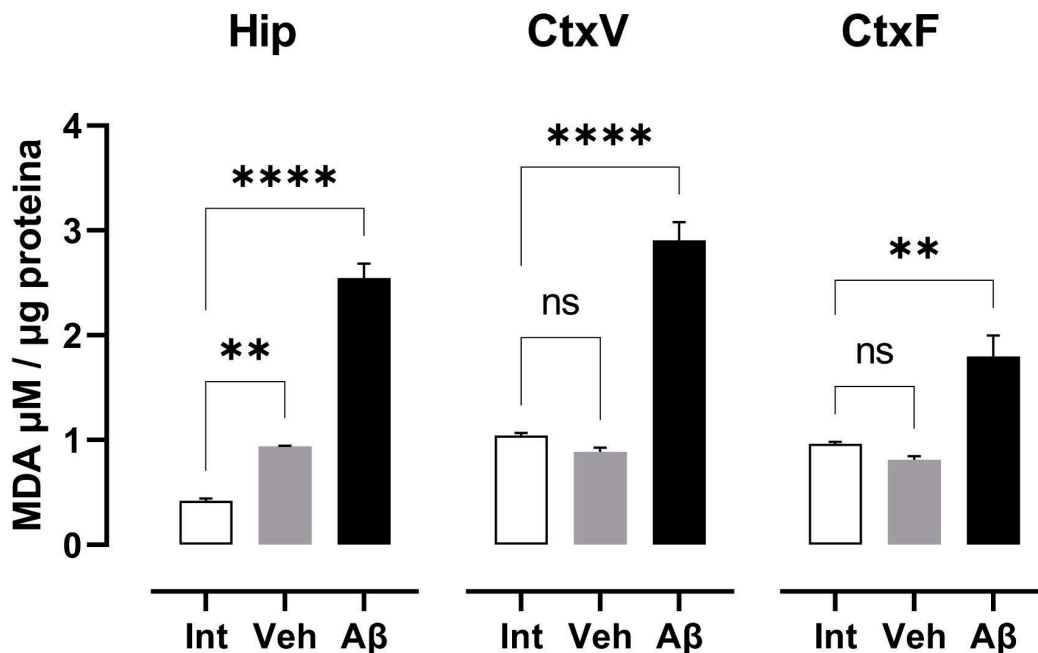 Hip CtxV CtxF
MDA µM / µg proteina
4
3
2
1
0
****
**
****
ns
**
ns
Int Veh Aβ Int Veh Aβ Int Veh Aβ